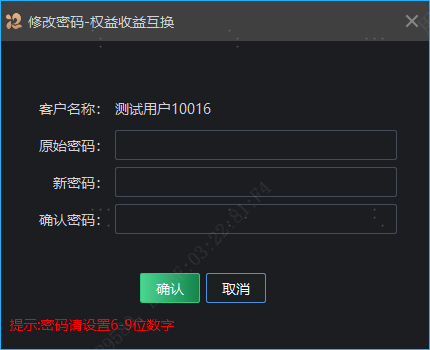 修改密码-权益收益互换
客户名称： 测试用户10016
原始密码：
新密码：
确认密码：
确认 取消
提示:密码请设置6-9位数字